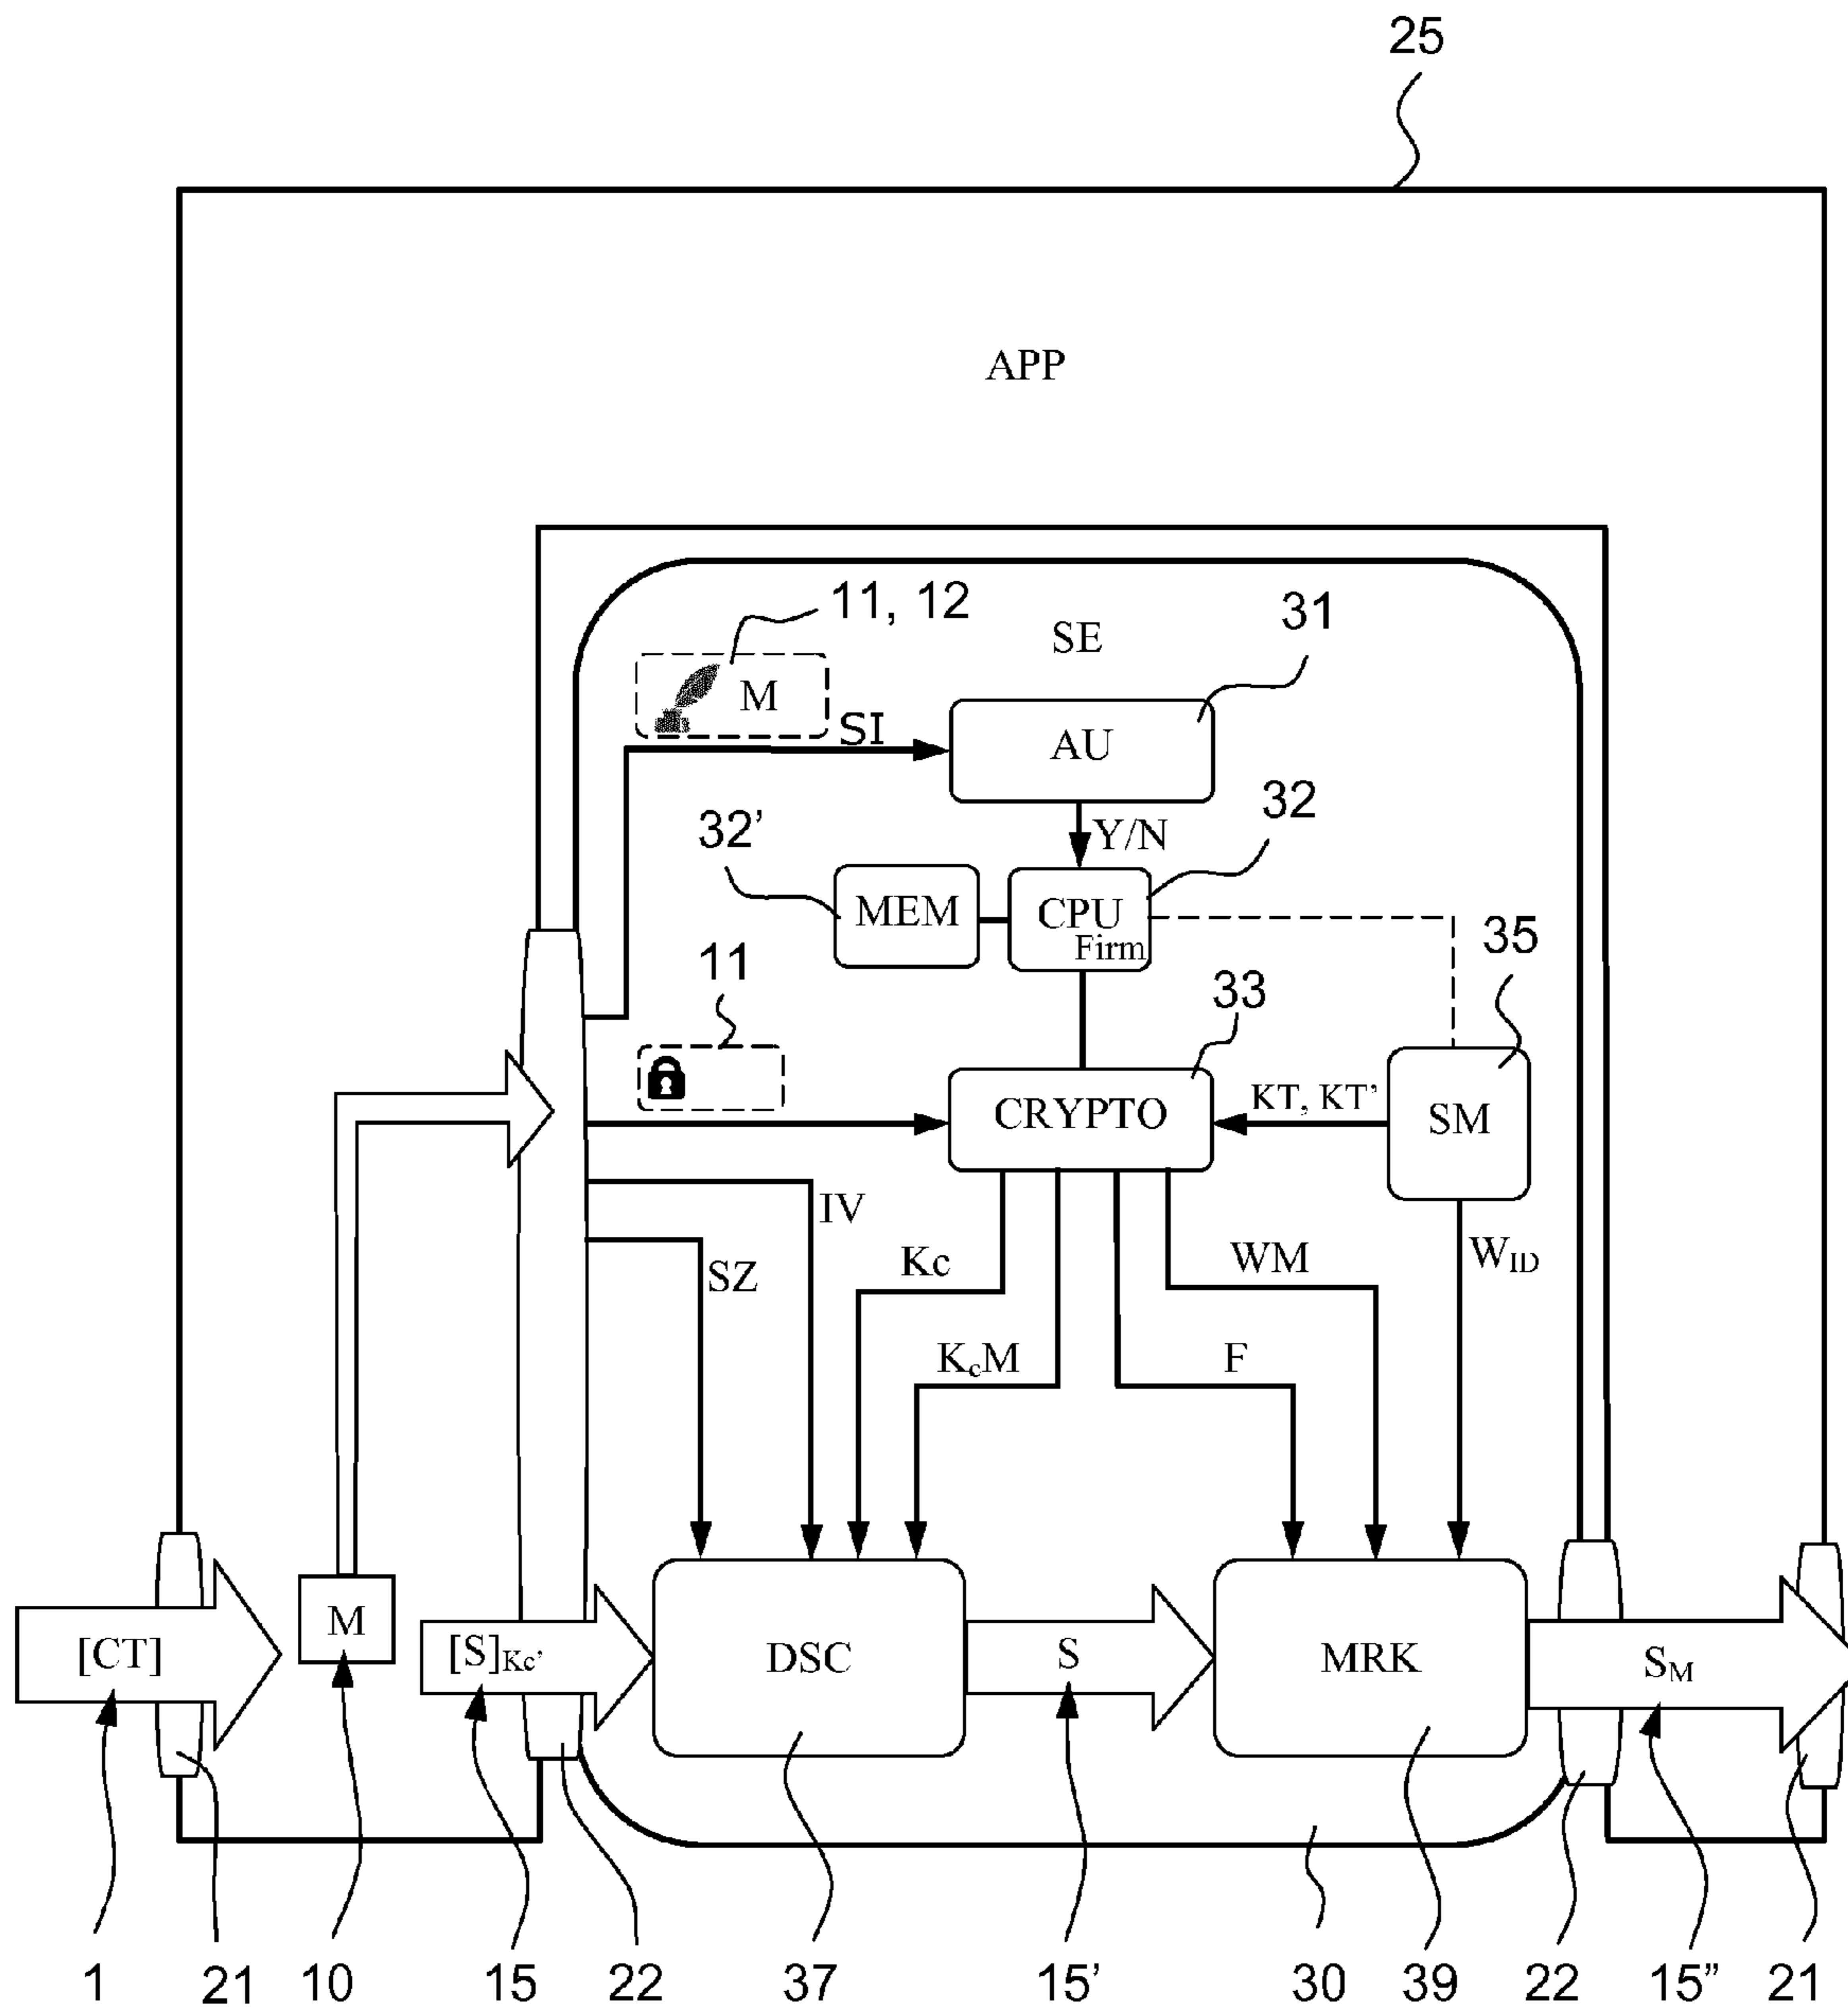 25
APP
11, 12
31
SE
M
SI
AU
32'
Y/N
32
MEM
CPU
Firm
35
11
33
CRYPTO
KT, KT'
SM
IV
SZ
Kc
WM
WID
KcM
F
[CT]
M
[S]Kc'
DSC
S
MRK
SM
1
21
10
15
22
37
15'
30
39
22
15”
21